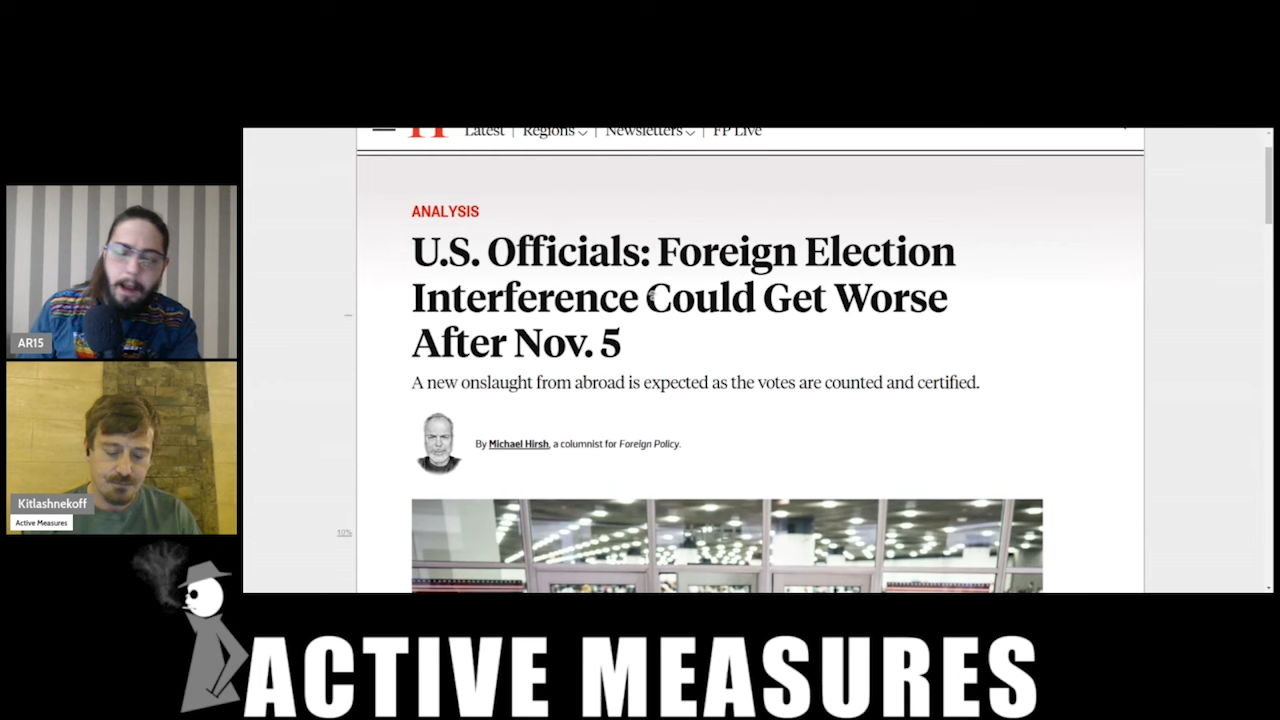 Latest | Regions | Newsletters | FP Live
ANALYSIS
U.S. Officials: Foreign Election
Interference Could Get Worse
After Nov. 5
A new onslaught from abroad is expected as the votes are counted and certified.
By Michael Hirsh, a columnist for Foreign Policy.
AR15
Kitlashnekoff
Active Measures
10%
ACTIVE MEASURES